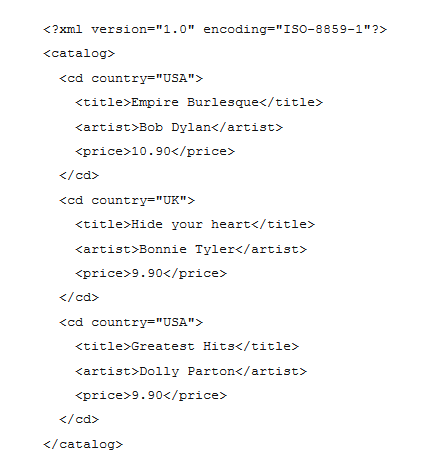 <?xml version="1.0" encoding="ISO-8859-1"?>
<catalog>
  <cd country="USA">
    <title>Empire Burlesque</title>
    <artist>Bob Dylan</artist>
    <price>10.90</price>
  </cd>
  <cd country="UK">
    <title>Hide your heart</title>
    <artist>Bonnie Tyler</artist>
    <price>9.90</price>
  </cd>
  <cd country="USA">
    <title>Greatest Hits</title>
    <artist>Dolly Parton</artist>
    <price>9.90</price>
  </cd>
</catalog>